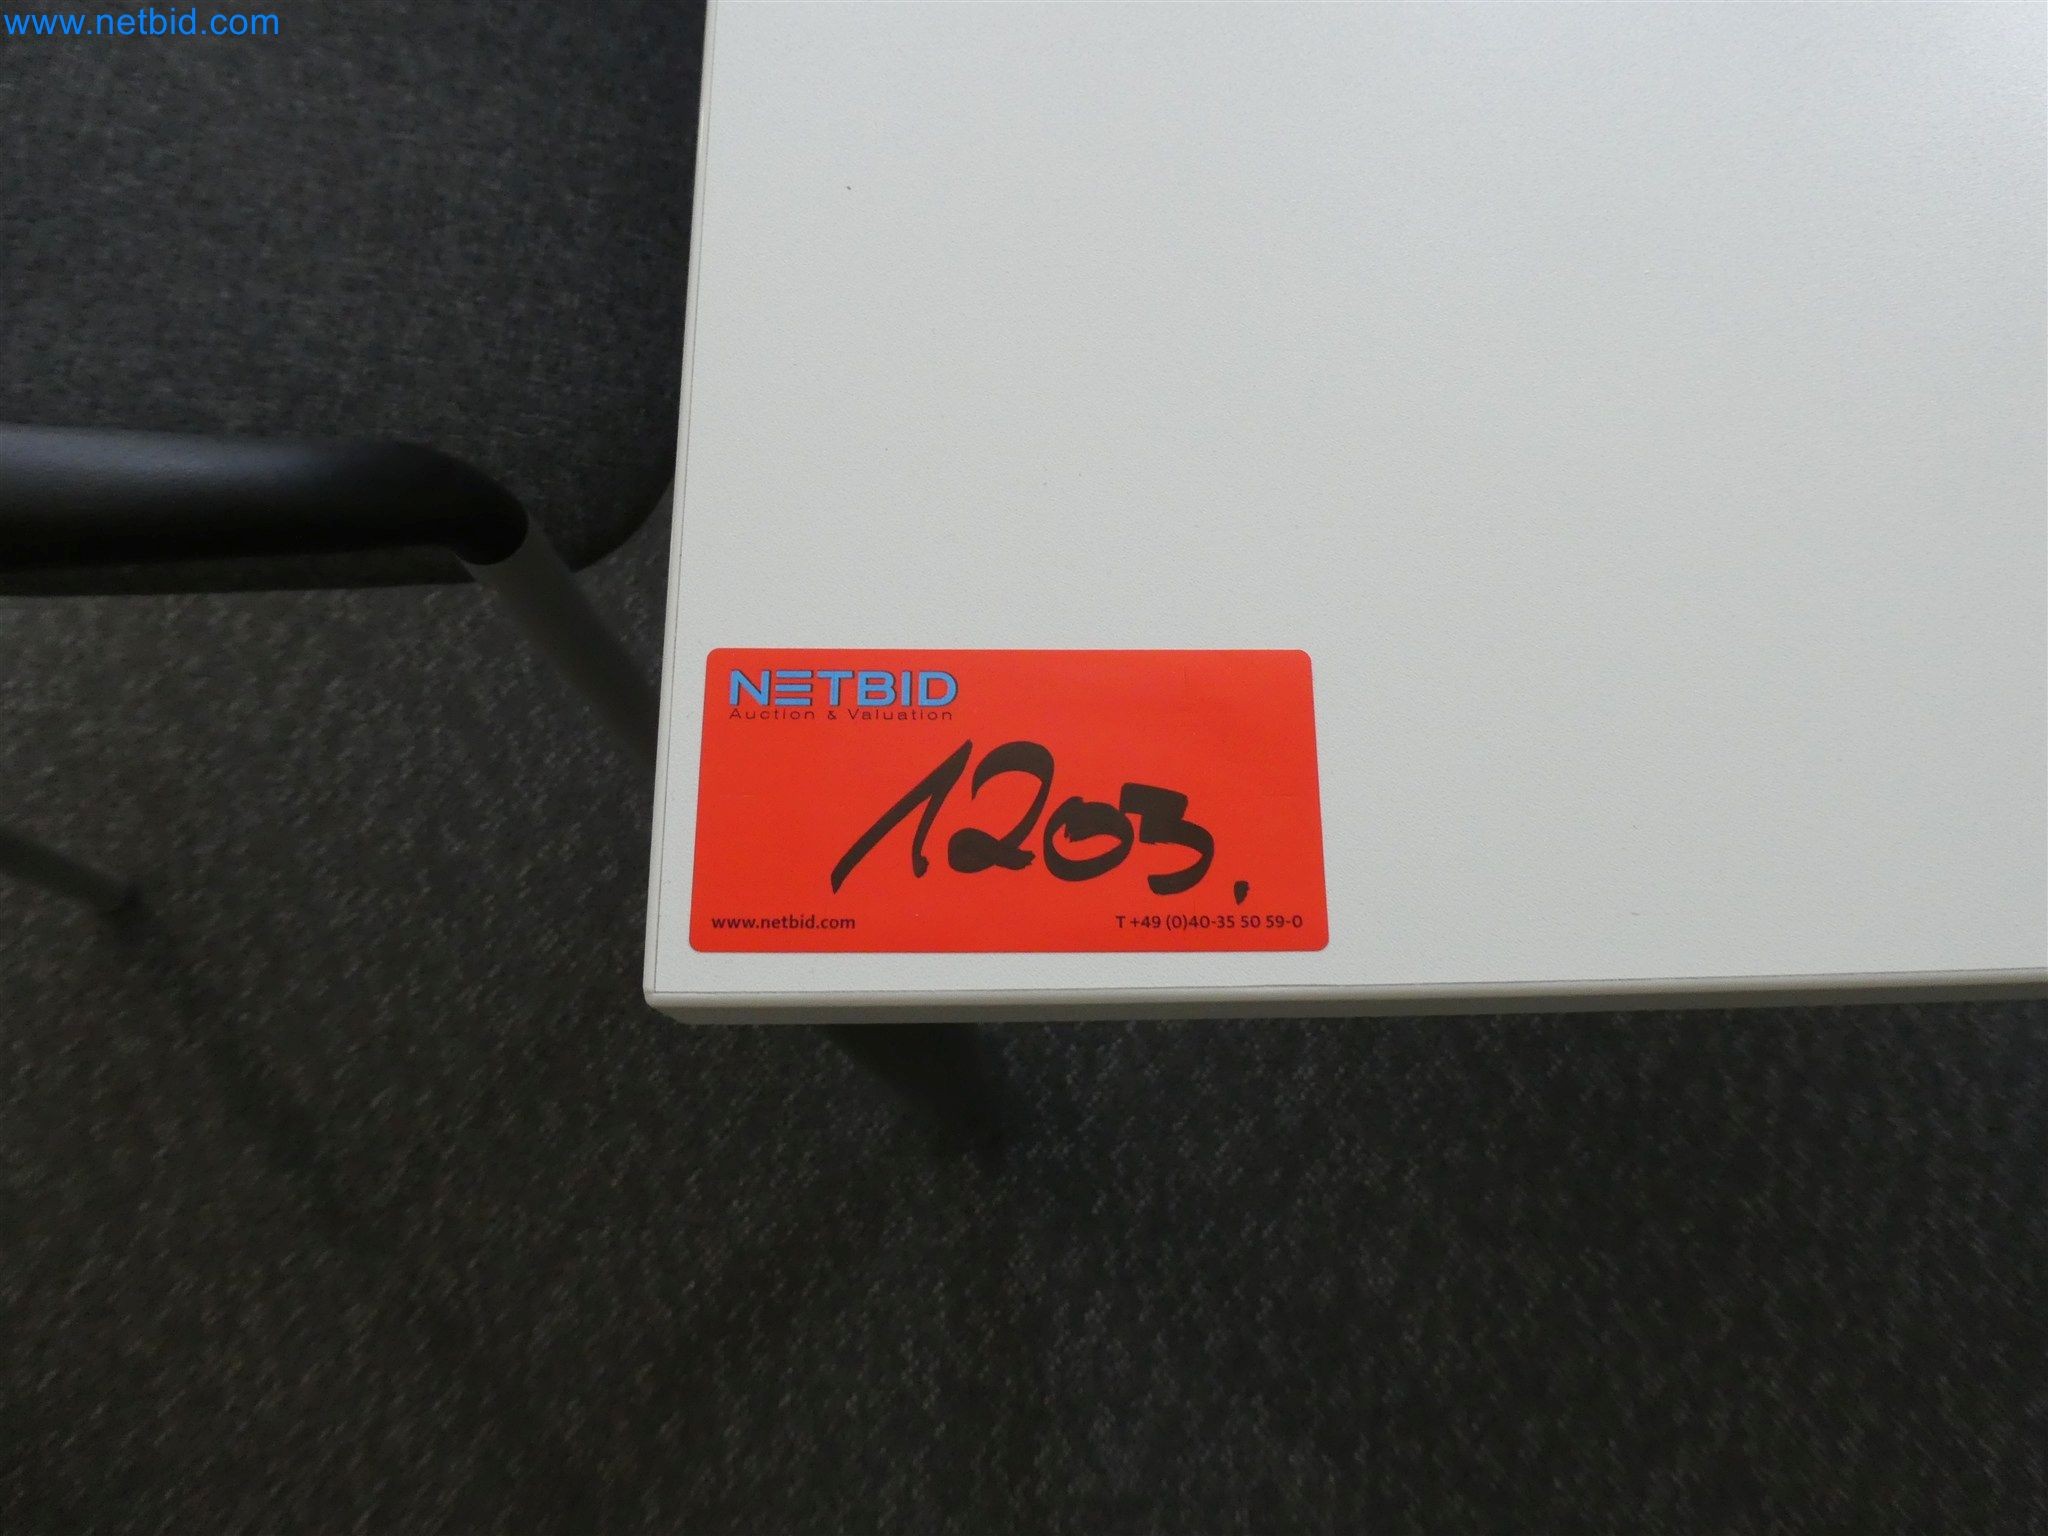 www.netbid.com
NETBID
Auction & Valuation
1203.
www.netbid.com
T +49 (0)40-35 50 59-0